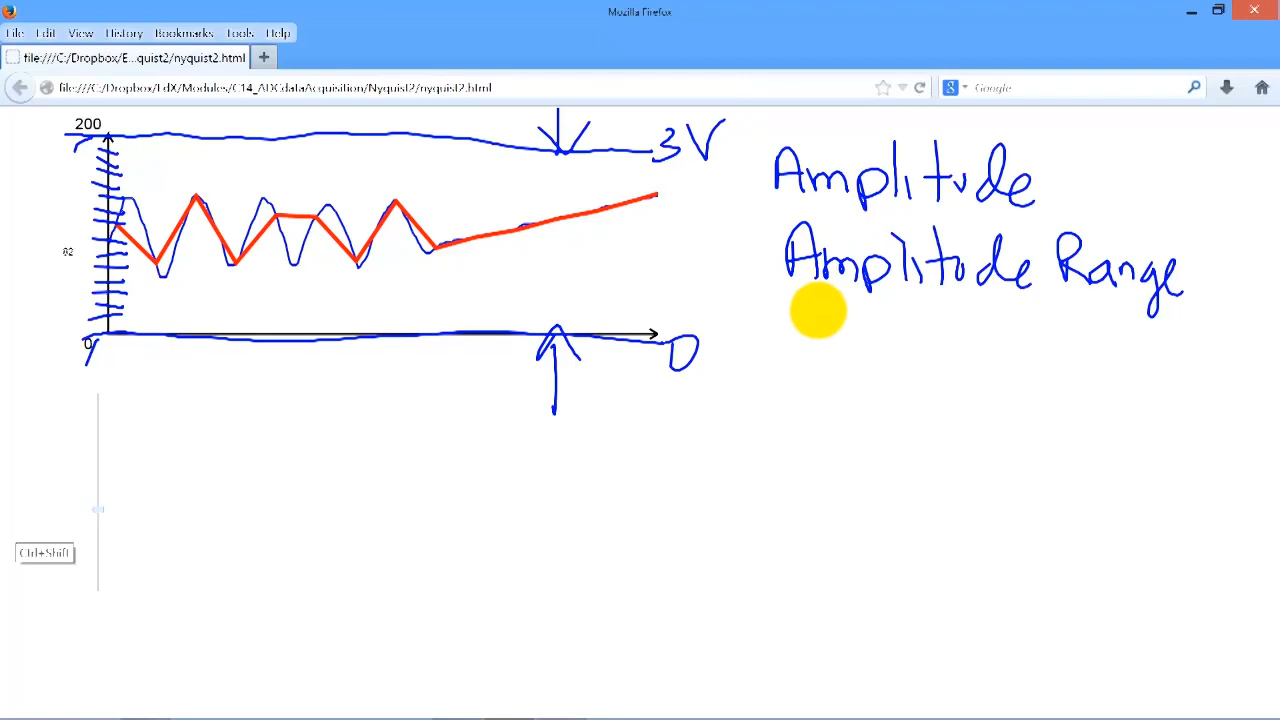 Mozilla Firefox
File Edit View History Bookmarks Tools Help
file:///C:/Dropbox/E...quist2/nyquist2.html
file:///C:/Dropbox/EdX/Modules/C14_ADCdataAcquisition/Nyquist2/nyquist2.html
Google
200
3V
Amplitude
Amplitude Range
0
0
Ctrl+Shift